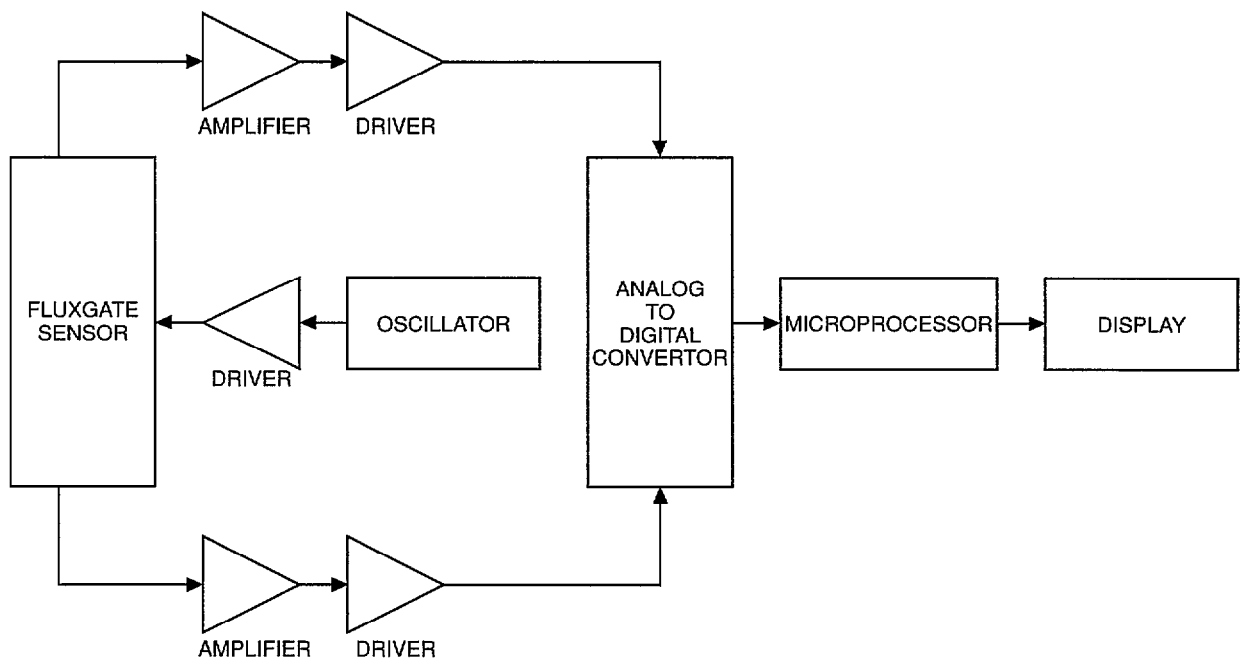 AMPLIFIER
DRIVER
FLUXGATE
SENSOR
DRIVER
OSCILLATOR
ANALOG
TO
DIGITAL
CONVERTOR
MICROPROCESSOR
DISPLAY
AMPLIFIER
DRIVER